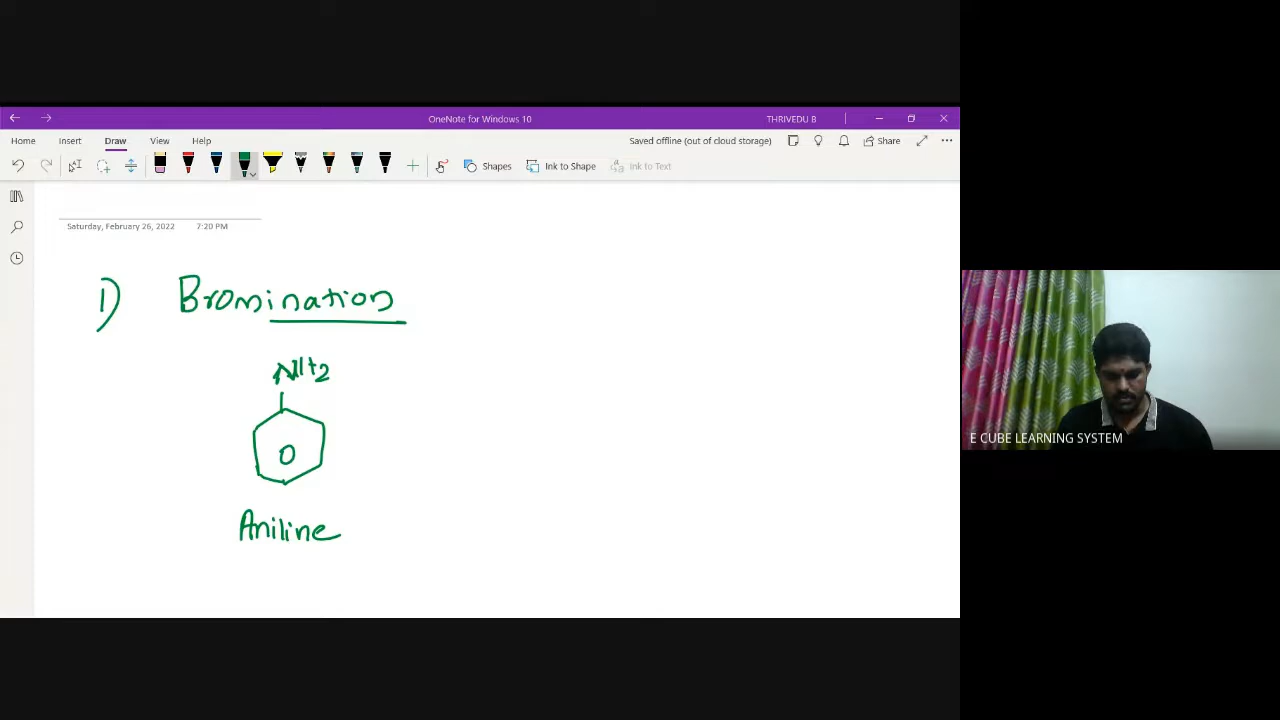 OneNote for Windows 10
THRIVEDU B
Home Insert Draw View Help
Saved offline (out of cloud storage)
Share
Shapes
Ink to Shape
Ink to Text
Saturday, February 26, 2022 7:20 PM
1) Bromination
NH2
Aniline
E CUBE LEARNING SYSTEM